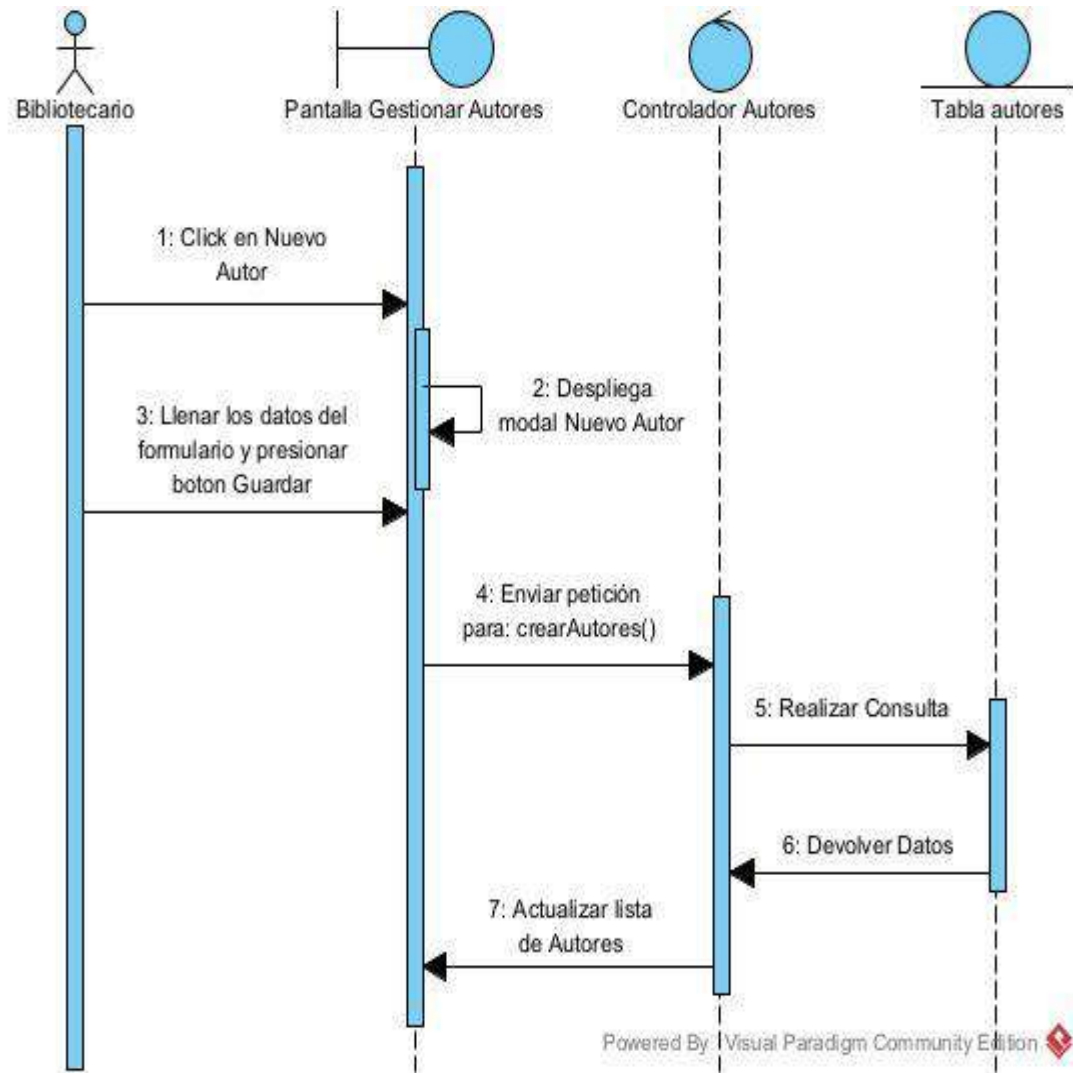 Bibliotecario
Pantalla Gestionar Autores
Controlador Autores
Tabla autores
1: Click en Nuevo
Autor
2: Despliega
modal Nuevo Autor
3: Llenar los datos del
formulario y presionar
boton Guardar
4: Enviar petición
para: crearAutores()
5: Realizar Consulta
6: Devolver Datos
7: Actualizar lista
de Autores
Powered By Visual Paradigm Community Edition